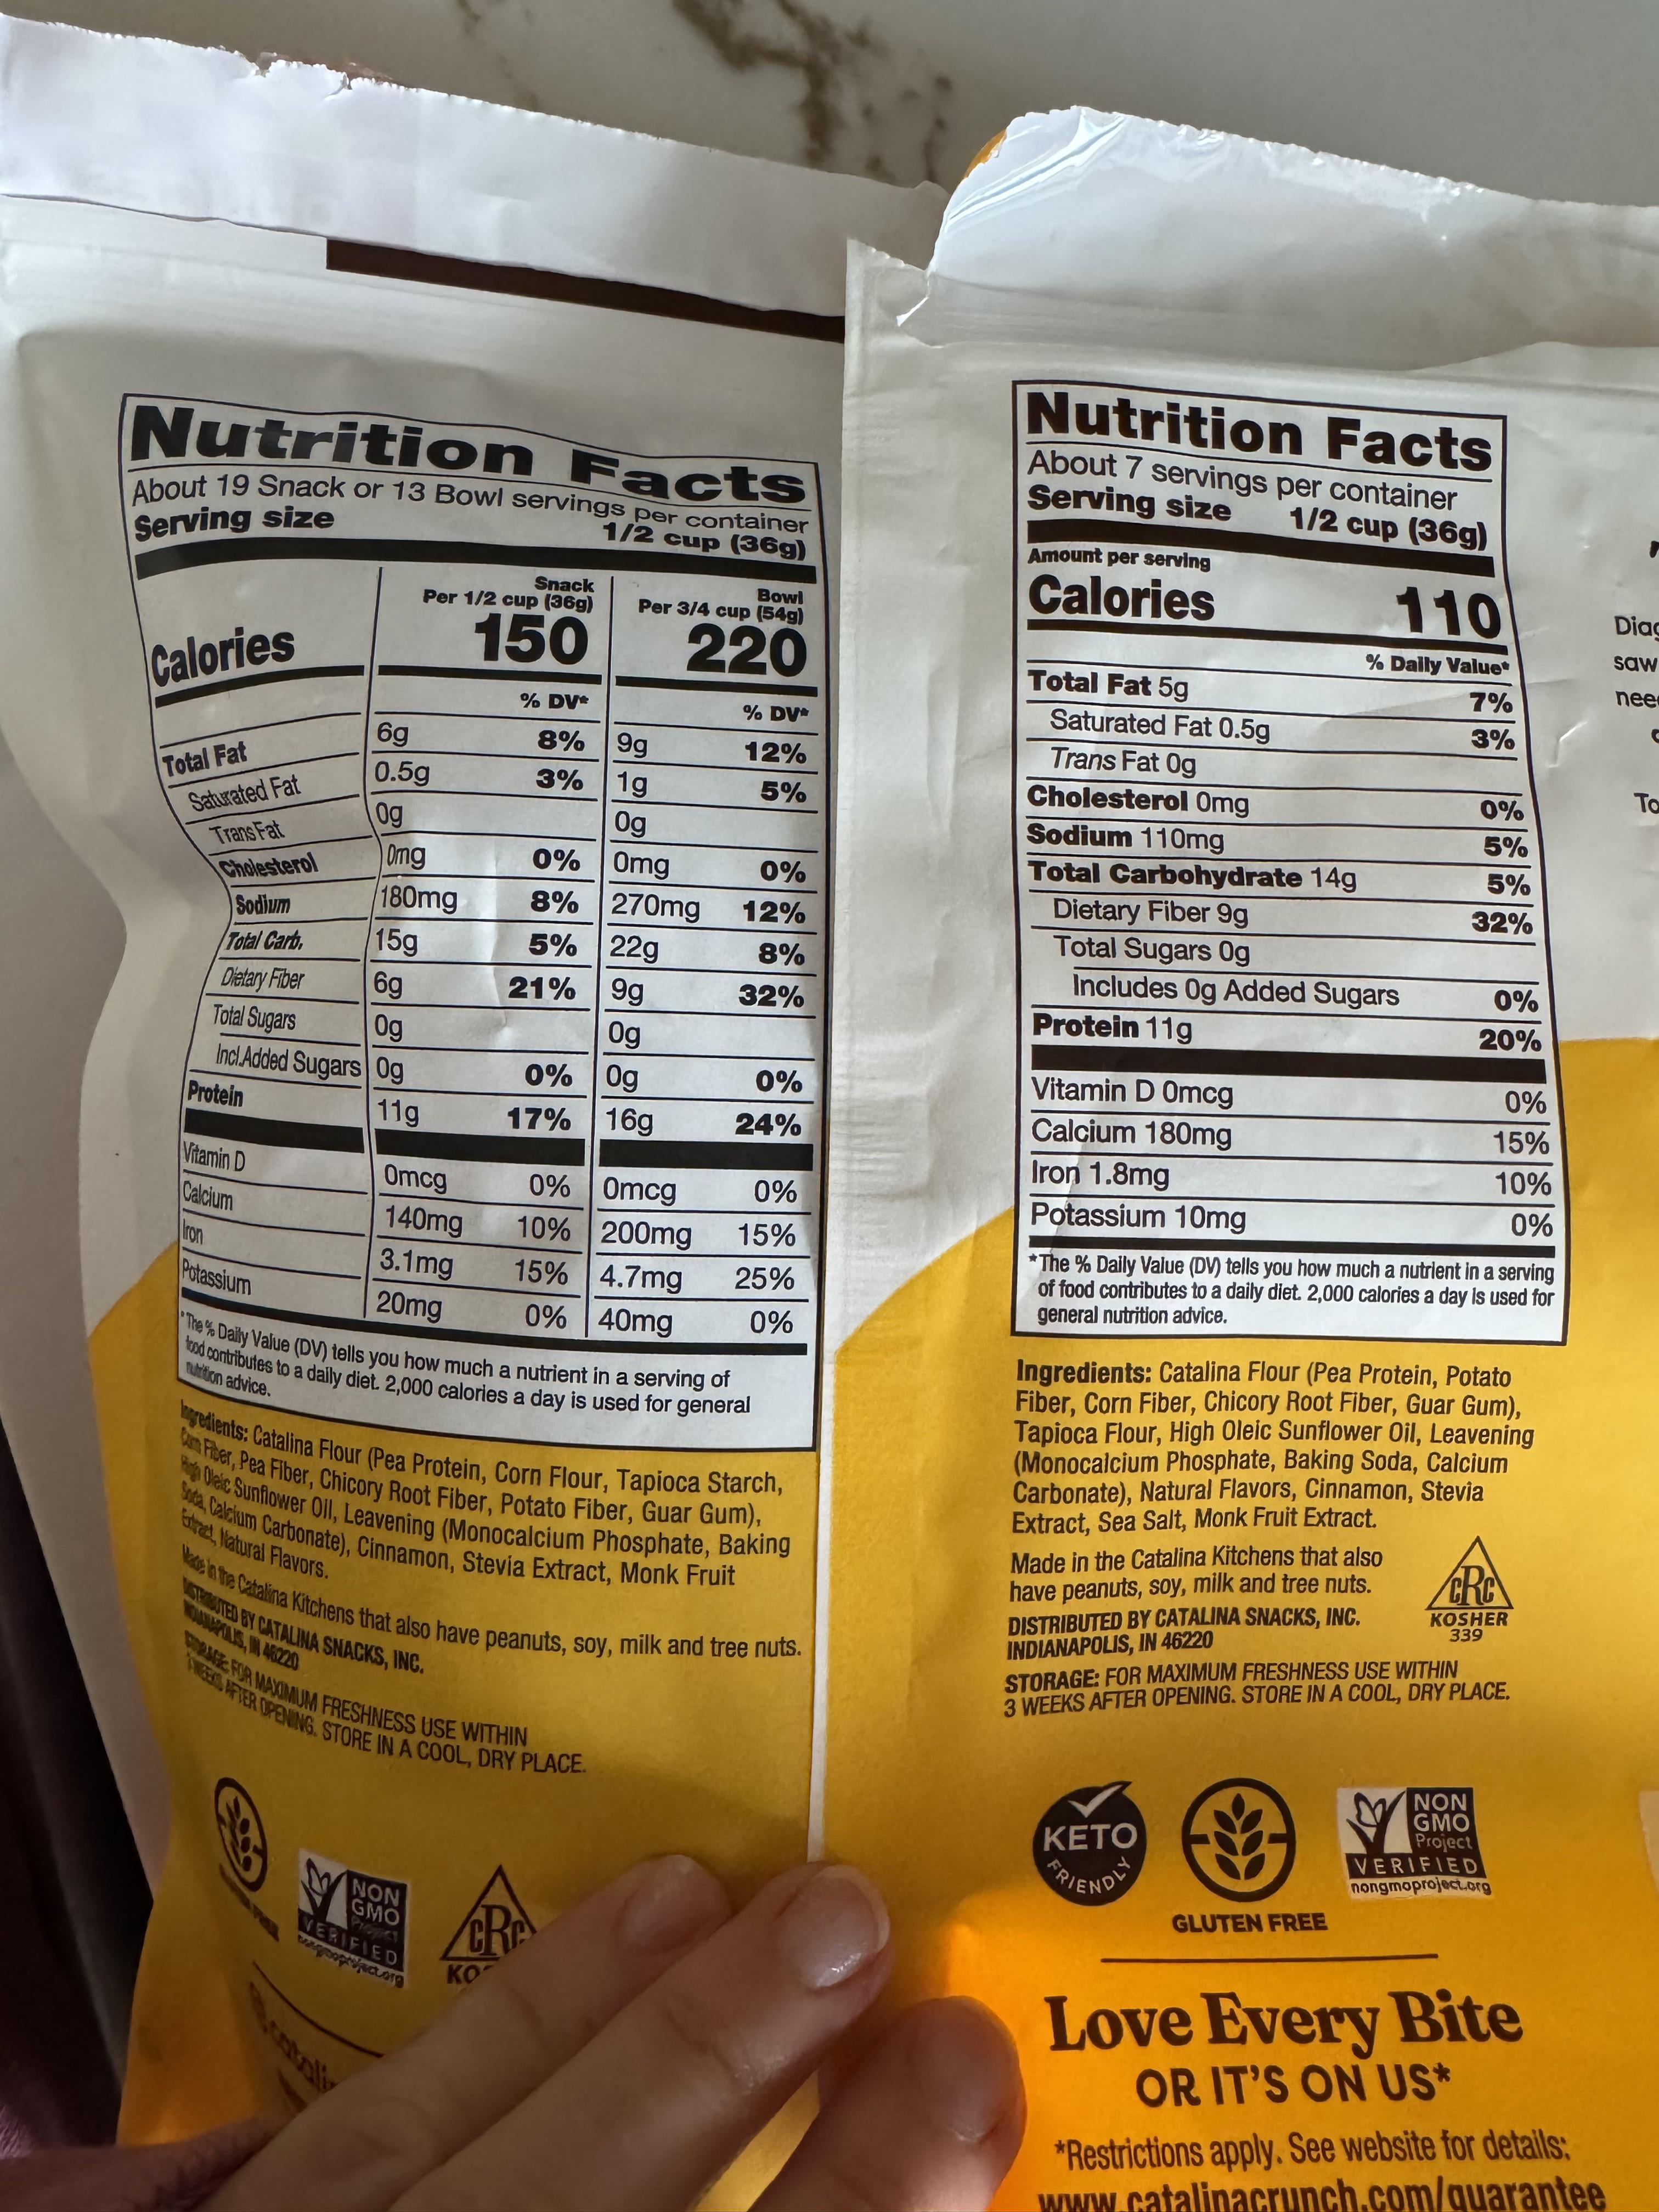 Nutrition Facts
About 19 Snack or 13 Bowl servings per container
Serving size 1/2 cup (36g)
Snack Bowl
Per 1/2 cup (36g) Per 3/4 cup (54g)
Calories 150 220
% DV* % DV*
Total Fat 6g 8% 9g 12%
Saturated Fat 0.5g 3% 1g 5%
Trans Fat 0g 0g
Cholesterol 0mg 0% 0mg 0%
Sodium 180mg 8% 270mg 12%
Total Carb. 15g 5% 22g 8%
Dietary Fiber 6g 21% 9g 32%
Total Sugars 0g 0g
Incl.Added Sugars 0g 0% 0g 0%
Protein 11g 17% 16g 24%
Vitamin D 0mcg 0% 0mcg 0%
Calcium 140mg 10% 200mg 15%
Iron 3.1mg 15% 4.7mg 25%
Potassium 20mg 0% 40mg 0%
*The % Daily Value (DV) tells you how much a nutrient in a serving of
food contributes to a daily diet. 2,000 calories a day is used for general
nutrition advice.
Ingredients: Catalina Flour (Pea Protein, Corn Flour, Tapioca Starch,
Corn Fiber, Pea Fiber, Chicory Root Fiber, Potato Fiber, Guar Gum),
High Oleic Sunflower Oil, Leavening (Monocalcium Phosphate, Baking
Soda, Calcium Carbonate), Cinnamon, Stevia Extract, Monk Fruit
Extract, Natural Flavors.
Made in the Catalina Kitchens that also have peanuts, soy, milk and tree nuts.
DISTRIBUTED BY CATALINA SNACKS, INC.
INDIANAPOLIS, IN 46220
STORAGE: FOR MAXIMUM FRESHNESS USE WITHIN
3 WEEKS AFTER OPENING. STORE IN A COOL, DRY PLACE.
NON
GMO
Project
VERIFIED
nongmoproject.org
cRc
KO
Nutrition Facts
About 7 servings per container
Serving size 1/2 cup (36g)
Amount per serving
Calories 110
% Daily Value*
Total Fat 5g 7%
Saturated Fat 0.5g 3%
Trans Fat 0g
Cholesterol 0mg 0%
Sodium 110mg 5%
Total Carbohydrate 14g 5%
Dietary Fiber 9g 32%
Total Sugars 0g
Includes 0g Added Sugars 0%
Protein 11g 20%
Vitamin D 0mcg 0%
Calcium 180mg 15%
Iron 1.8mg 10%
Potassium 10mg 0%
*The % Daily Value (DV) tells you how much a nutrient in a serving
of food contributes to a daily diet. 2,000 calories a day is used for
general nutrition advice.
Ingredients: Catalina Flour (Pea Protein, Potato
Fiber, Corn Fiber, Chicory Root Fiber, Guar Gum),
Tapioca Flour, High Oleic Sunflower Oil, Leavening
(Monocalcium Phosphate, Baking Soda, Calcium
Carbonate), Natural Flavors, Cinnamon, Stevia
Extract, Sea Salt, Monk Fruit Extract.
Made in the Catalina Kitchens that also
have peanuts, soy, milk and tree nuts.
DISTRIBUTED BY CATALINA SNACKS, INC.
INDIANAPOLIS, IN 46220
cRc
KOSHER
339
STORAGE: FOR MAXIMUM FRESHNESS USE WITHIN
3 WEEKS AFTER OPENING. STORE IN A COOL, DRY PLACE.
KETO
FRIENDLY
GLUTEN FREE
NON
GMO
Project
VERIFIED
nongmoproject.org
Love Every Bite
OR IT'S ON US*
*Restrictions apply. See website for details:
www.catalinacrunch.com/guarantee
Diag
saw
nee
To